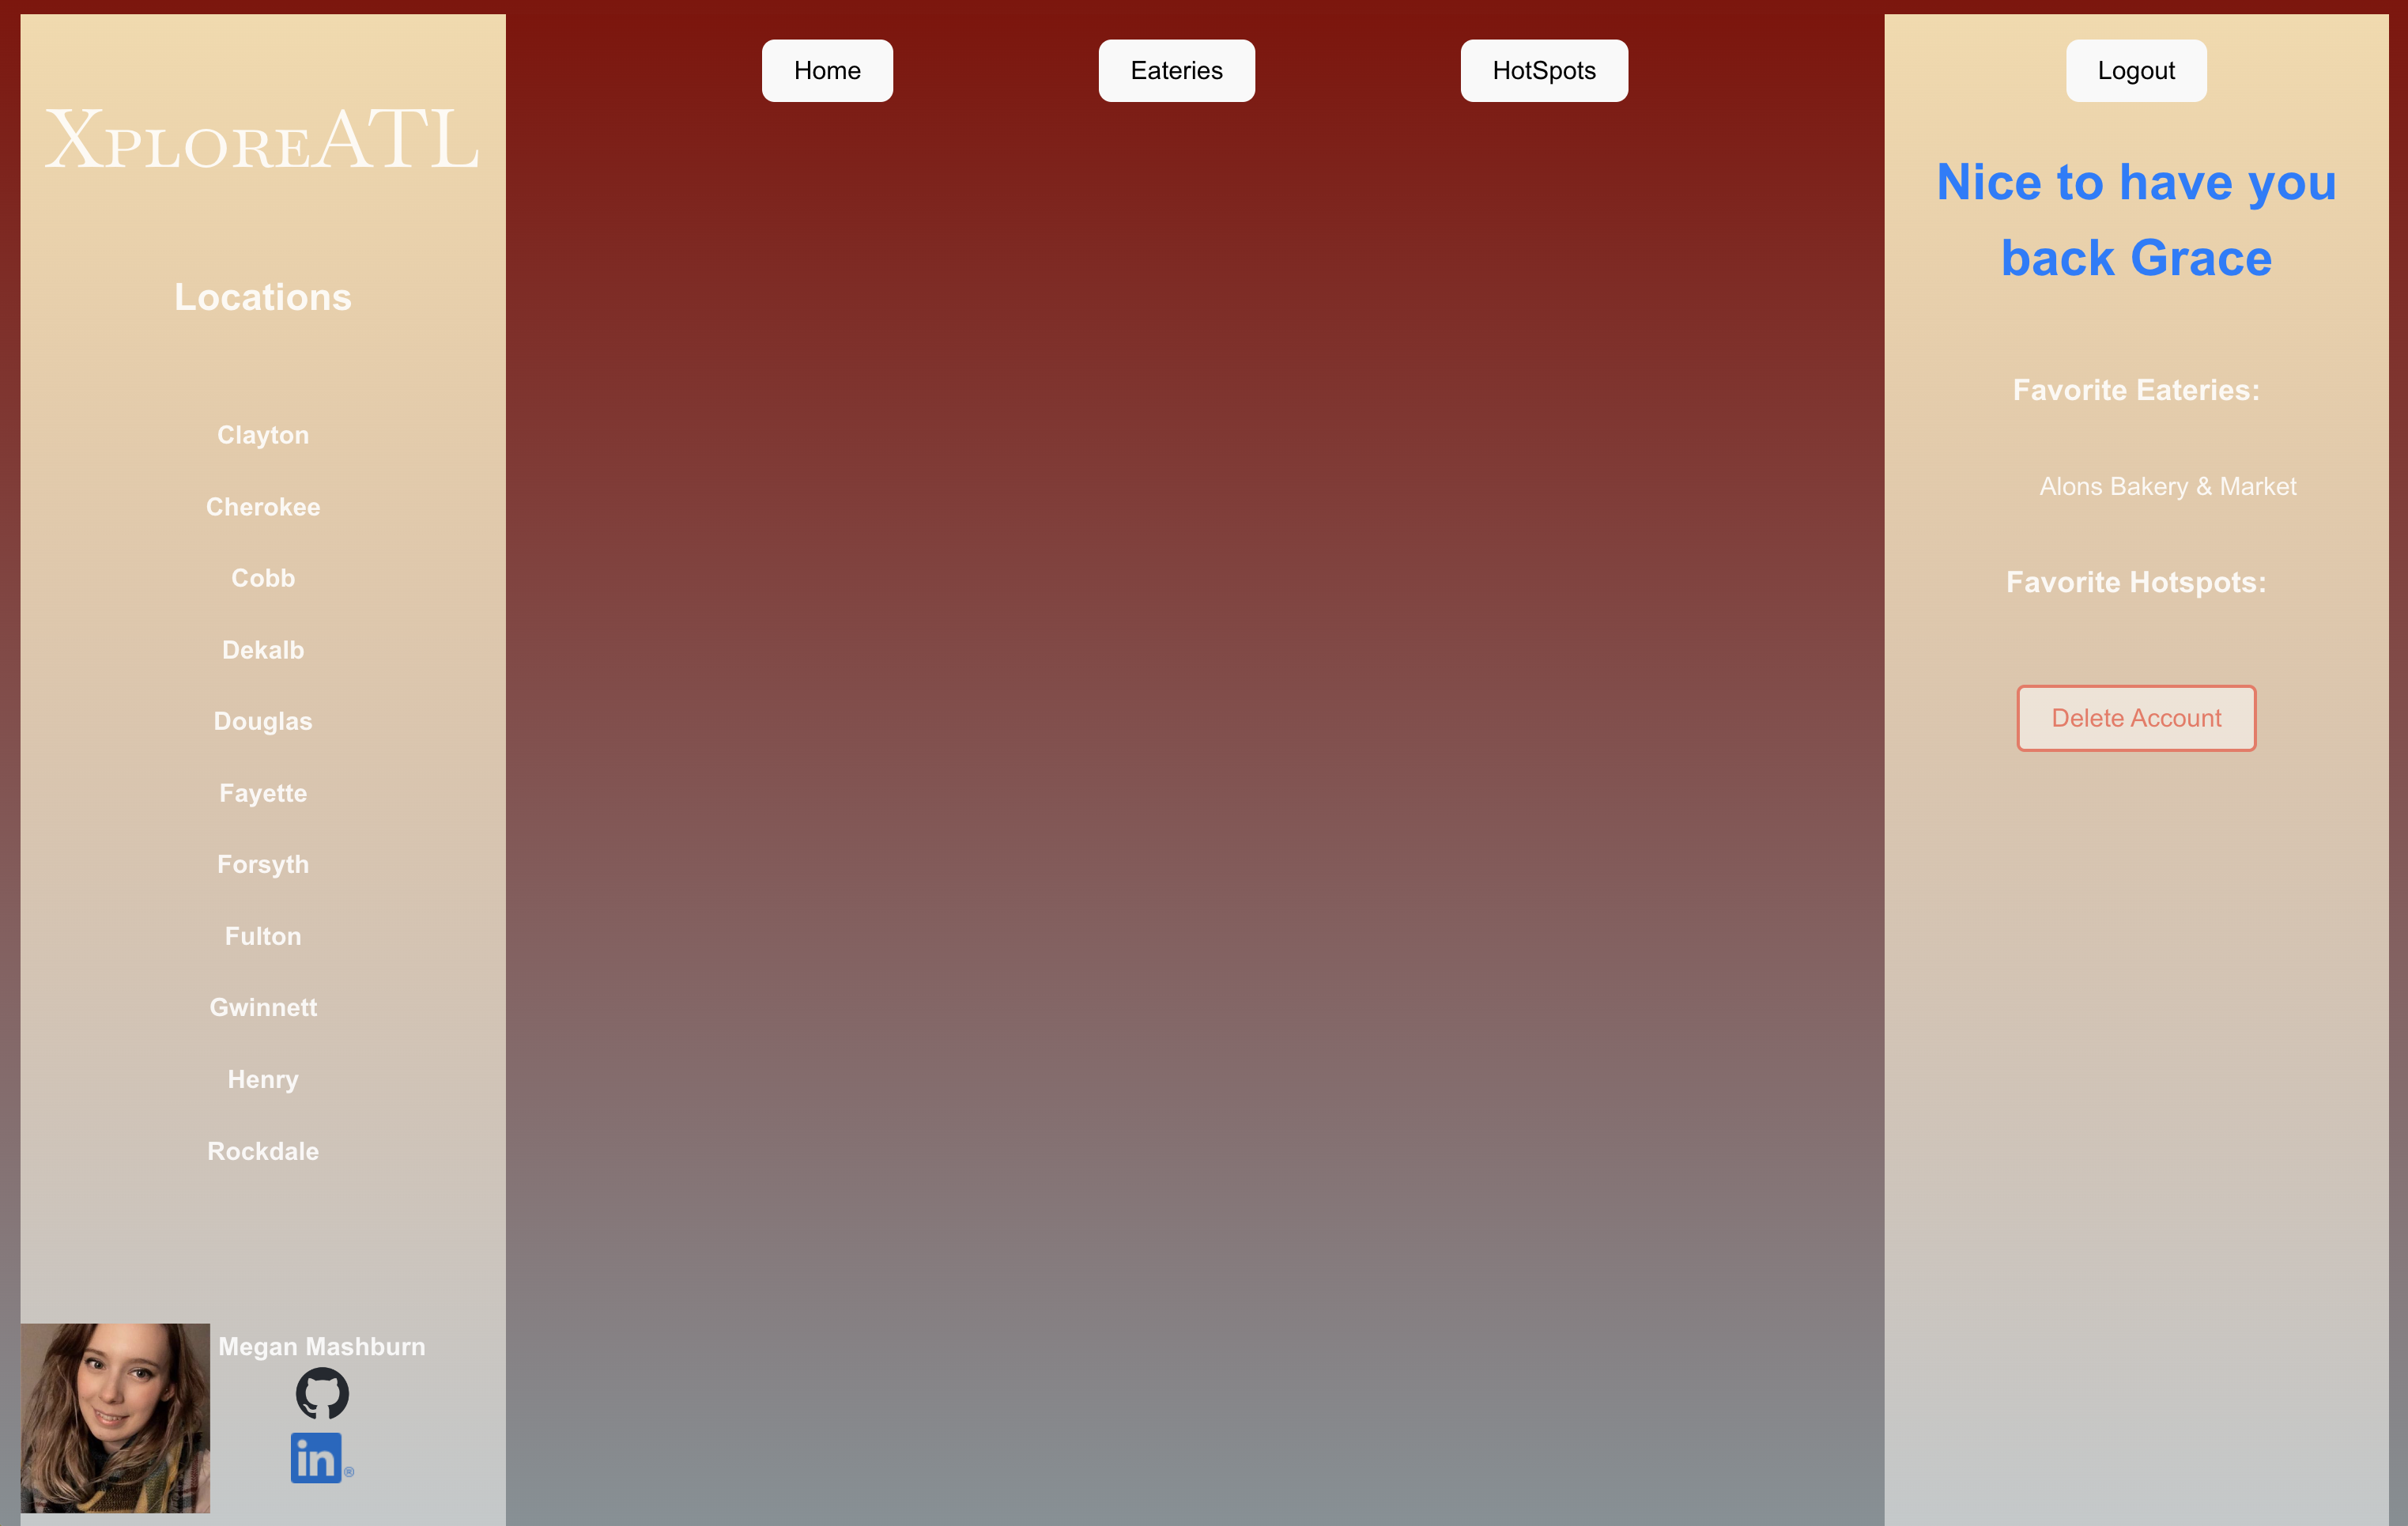 XploreATL
Locations
Clayton
Cherokee
Cobb
Dekalb
Douglas
Fayette
Forsyth
Fulton
Gwinnett
Henry
Rockdale
Megan Mashburn
in®
Home
Eateries
HotSpots
Logout
Nice to have you
back Grace
Favorite Eateries:
Alons Bakery & Market
Favorite Hotspots:
Delete Account